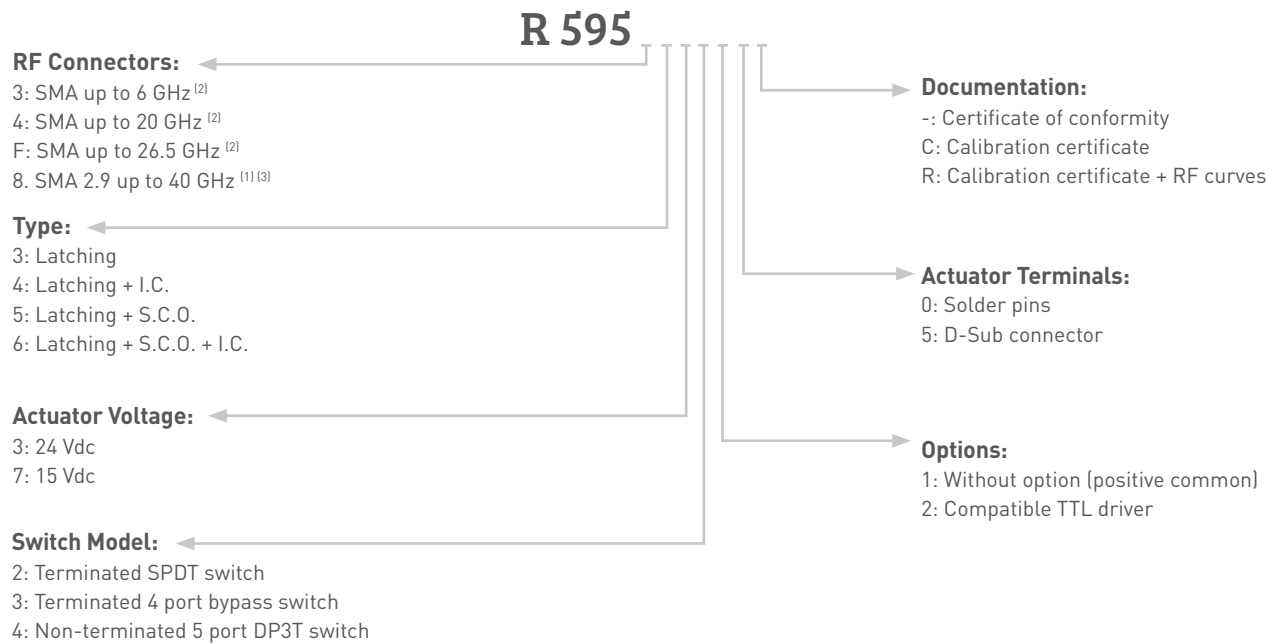 R 595 _ _ _ _ _ _ _
RF Connectors:
3: SMA up to 6 GHz (2)
4: SMA up to 20 GHz (2)
F: SMA up to 26.5 GHz (2)
8. SMA 2.9 up to 40 GHz (1) (3)
Type:
3: Latching
4: Latching + I.C.
5: Latching + S.C.O.
6: Latching + S.C.O. + I.C.
Actuator Voltage:
3: 24 Vdc
7: 15 Vdc
Switch Model:
2: Terminated SPDT switch
3: Terminated 4 port bypass switch
4: Non-terminated 5 port DP3T switch
Documentation:
-: Certificate of conformity
C: Calibration certificate
R: Calibration certificate + RF curves
Actuator Terminals:
0: Solder pins
5: D-Sub connector
Options:
1: Without option (positive common)
2: Compatible TTL driver